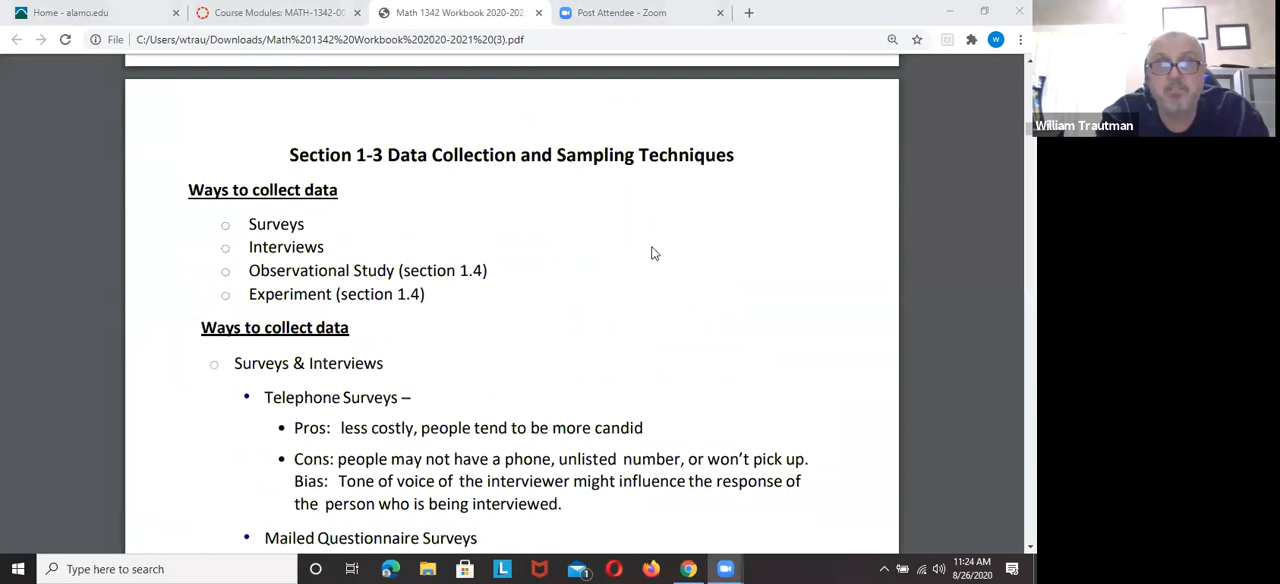 Home - alamo.edu
Course Modules: MATH-1342-00
Math 1342 Workbook 2020-202
Post Attendee - Zoom
File
C:/Users/wtrau/Downloads/Math%201342%20Workbook%202020-2021%20(3).pdf
W
William Trautman
Section 1-3 Data Collection and Sampling Techniques
Ways to collect data
Surveys
Interviews
Observational Study (section 1.4)
Experiment (section 1.4)
Ways to collect data
Surveys & Interviews
Telephone Surveys –
Pros: less costly, people tend to be more candid
Cons: people may not have a phone, unlisted number, or won't pick up.
Bias: Tone of voice of the interviewer might influence the response of
the person who is being interviewed.
Mailed Questionnaire Surveys
Type here to search
L
1
11:24 AM
8/26/2020